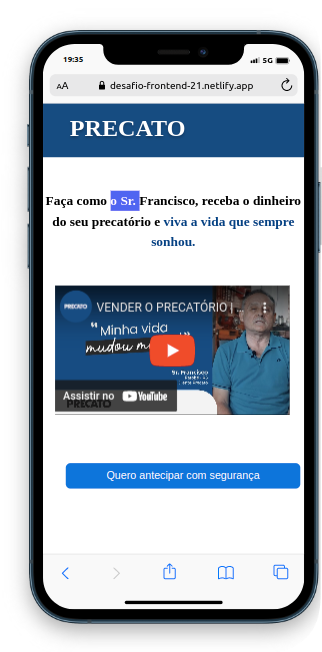 19:35
5G
AA
desafio-frontend-21.netlify.app
PRECATO
Faça como o Sr. Francisco, receba o dinheiro
do seu precatório e viva a vida que sempre
sonhou.
PRECATO
VENDER O PRECATÓRIO | ...
"Minha vida
mudou m
Sr. Francisco
Assistir no YouTube
PRECATO
Quero antecipar com segurança